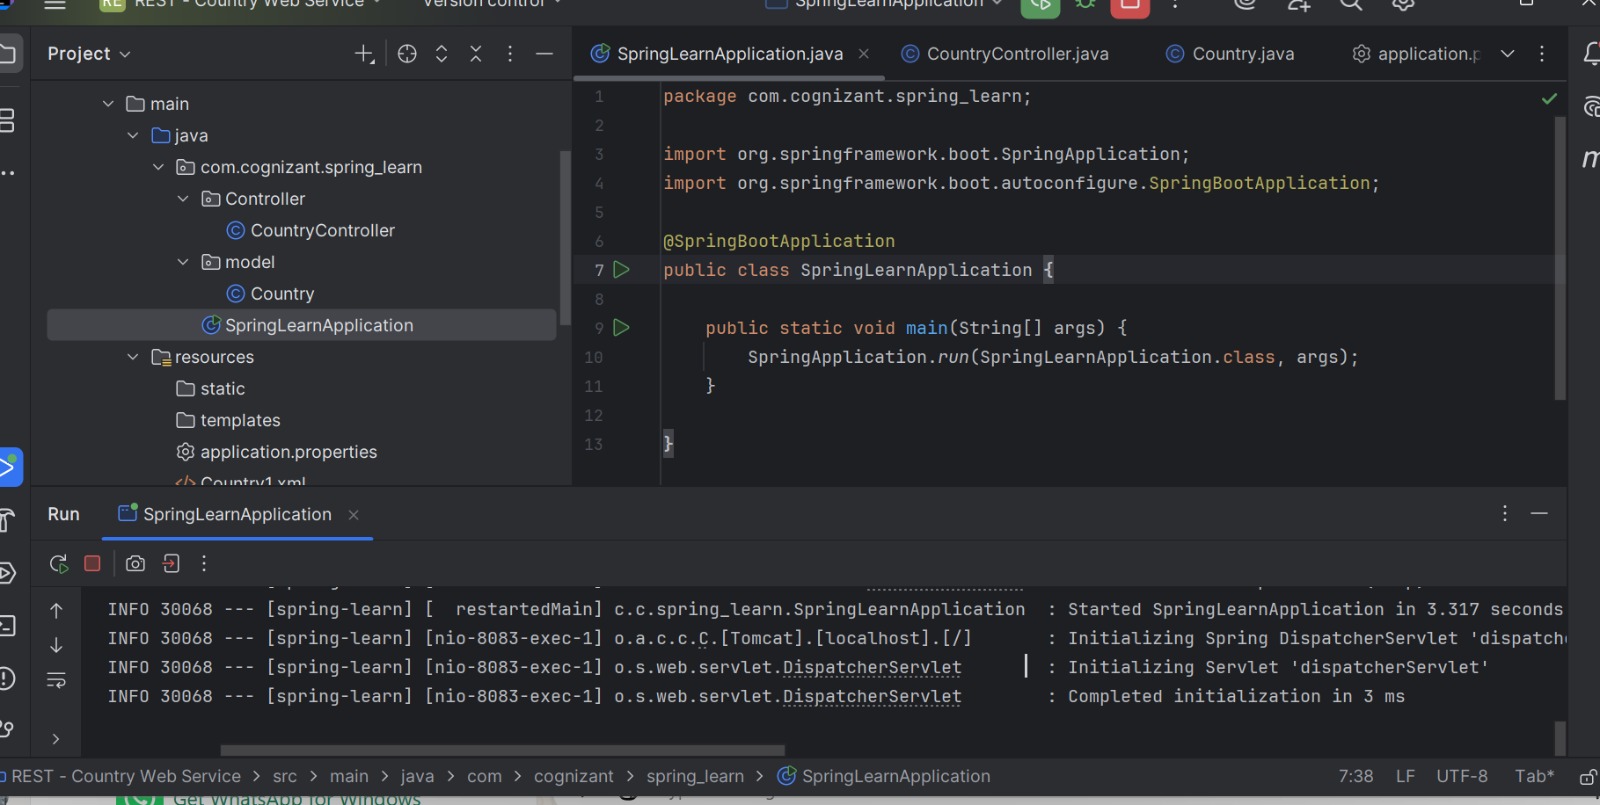 RE REST - Country Web Service Version control SpringLearnApplication
Project
main
java
com.cognizant.spring_learn
Controller
CountryController
model
Country
SpringLearnApplication
resources
static
templates
application.properties
Country1.xml
SpringLearnApplication.java CountryController.java Country.java application.p
1 package com.cognizant.spring_learn;
2
3 import org.springframework.boot.SpringApplication;
4 import org.springframework.boot.autoconfigure.SpringBootApplication;
5
6 @SpringBootApplication
7 public class SpringLearnApplication {
8
9 public static void main(String[] args) {
10 SpringApplication.run(SpringLearnApplication.class, args);
11 }
12
13 }
Run SpringLearnApplication
INFO 30068 --- [spring-learn] [  restartedMain] c.c.spring_learn.SpringLearnApplication : Started SpringLearnApplication in 3.317 seconds
INFO 30068 --- [spring-learn] [nio-8083-exec-1] o.a.c.c.C.[Tomcat].[localhost].[/] : Initializing Spring DispatcherServlet 'dispatch
INFO 30068 --- [spring-learn] [nio-8083-exec-1] o.s.web.servlet.DispatcherServlet : Initializing Servlet 'dispatcherServlet'
INFO 30068 --- [spring-learn] [nio-8083-exec-1] o.s.web.servlet.DispatcherServlet : Completed initialization in 3 ms
REST - Country Web Service > src > main > java > com > cognizant > spring_learn > SpringLearnApplication 7:38 LF UTF-8 Tab*
Get WhatsApp for Windows